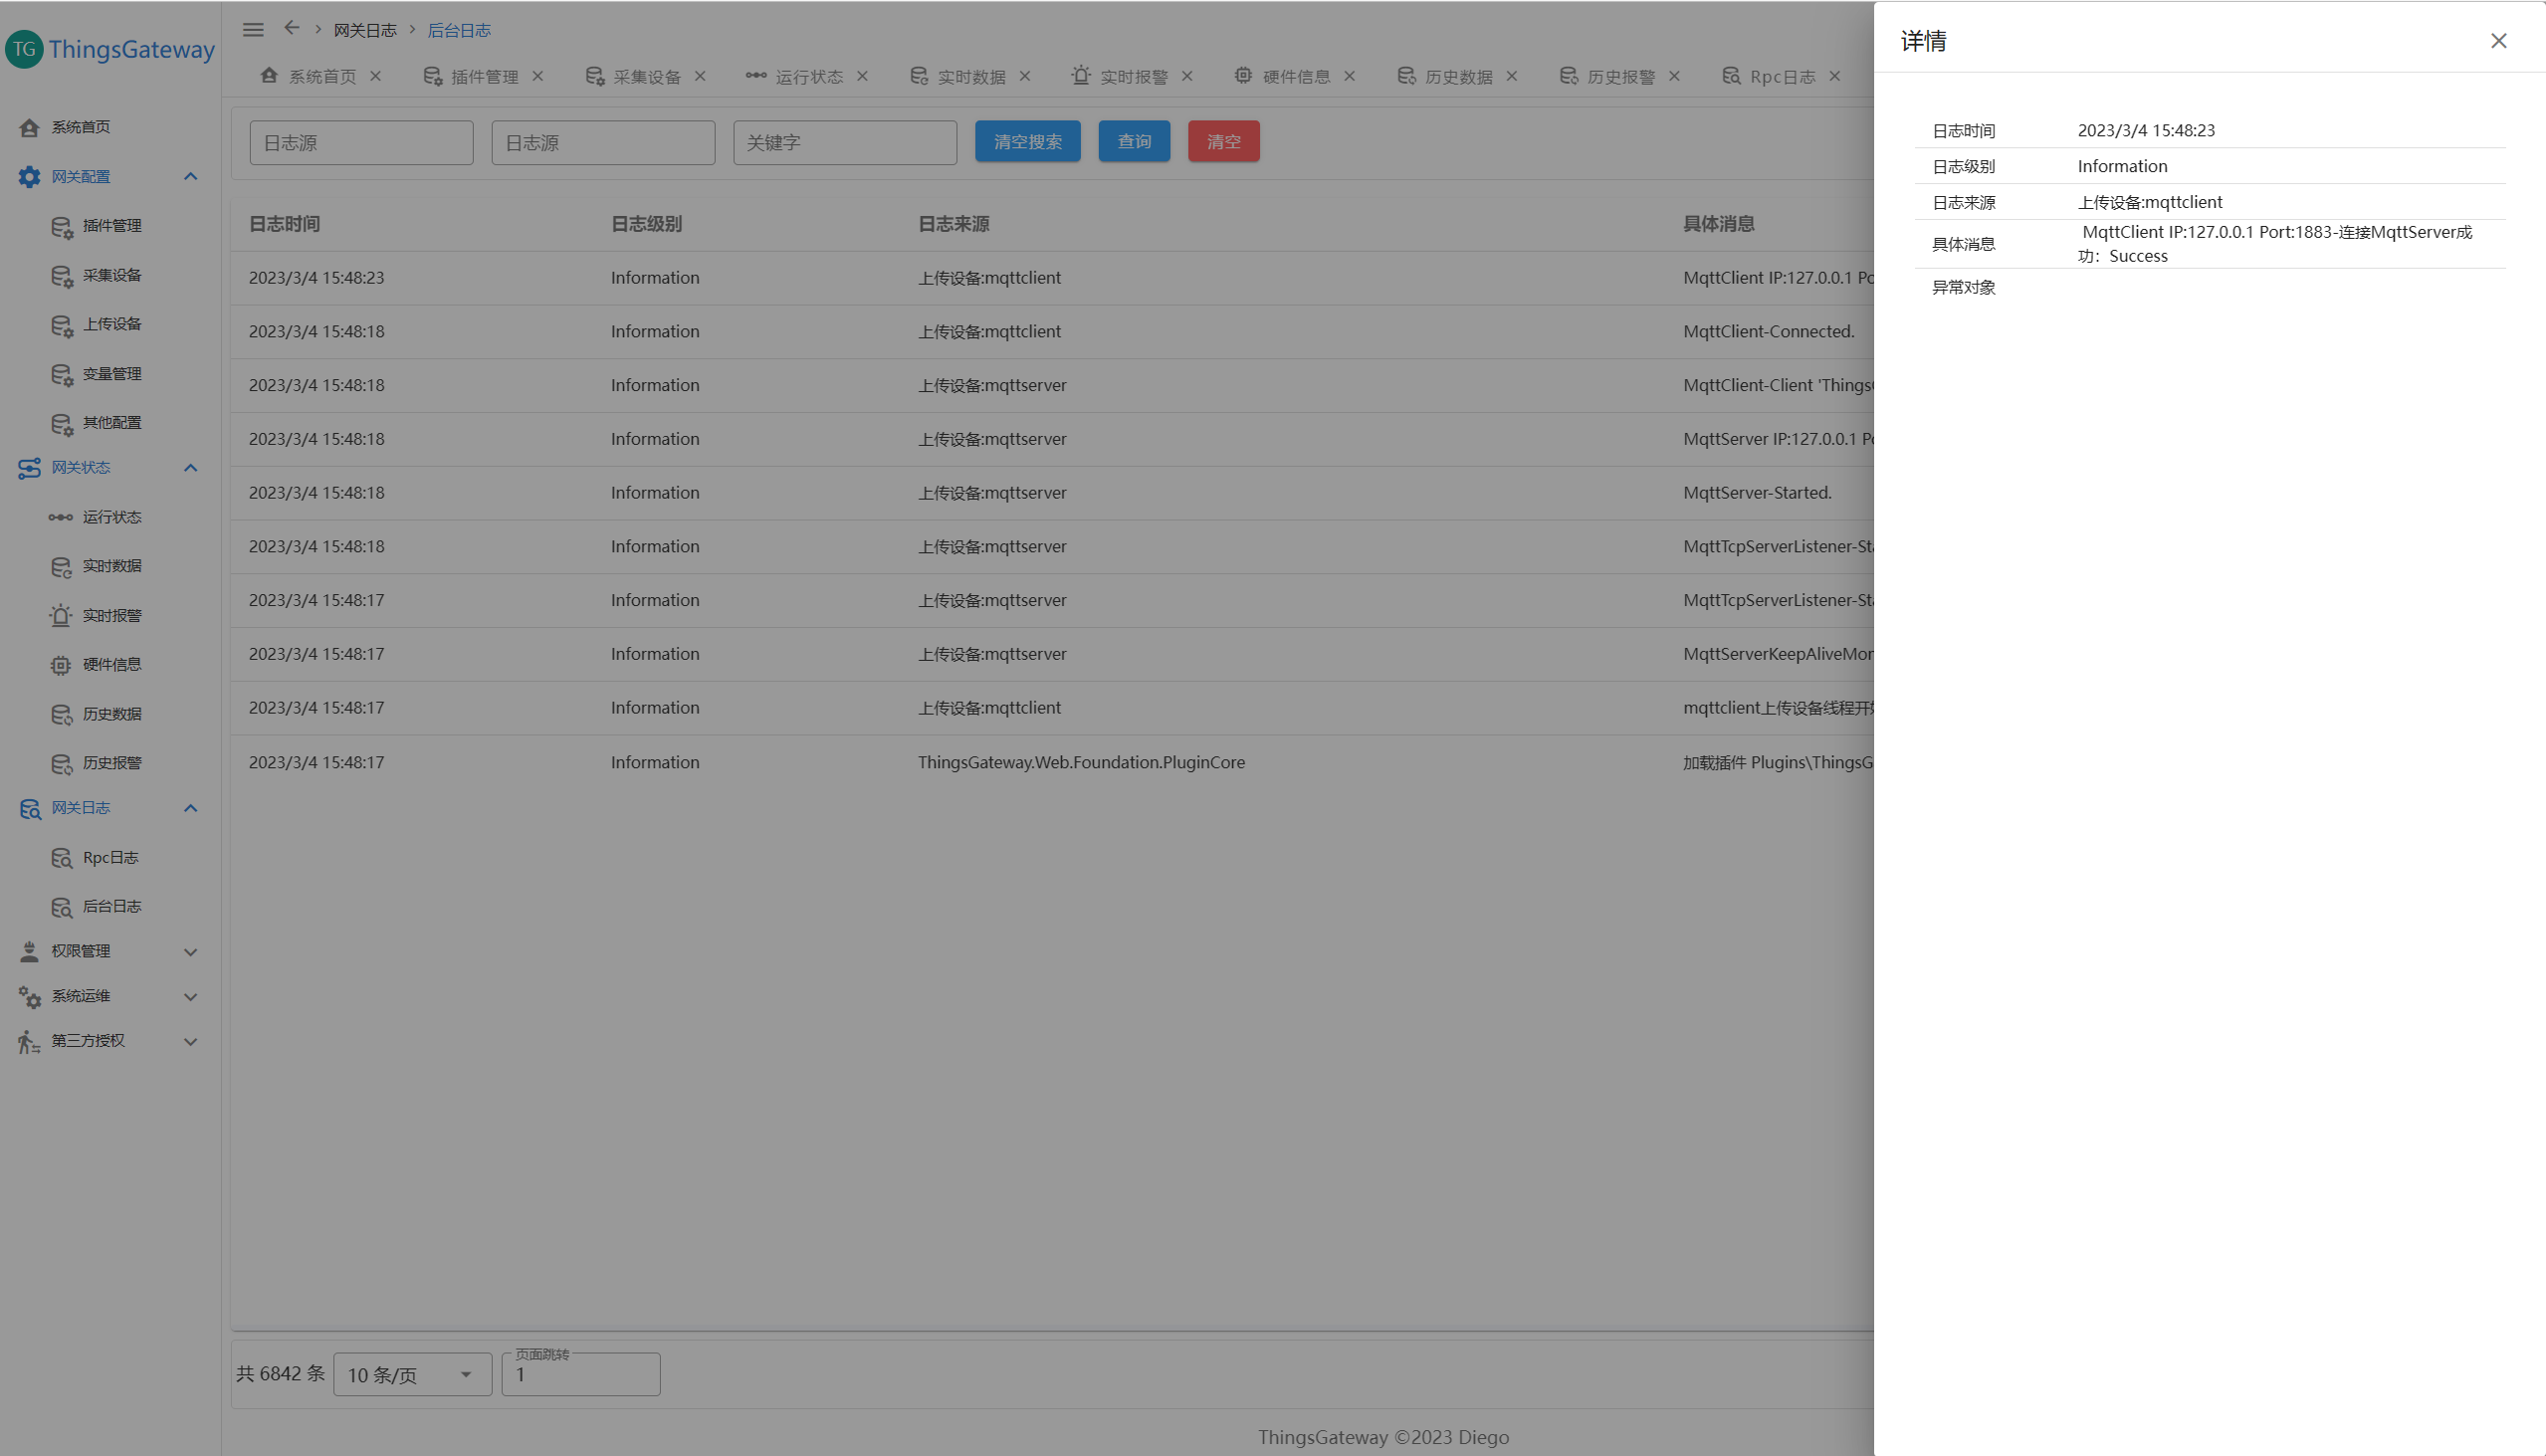 TG ThingsGateway
系统首页
网关配置
插件管理
采集设备
上传设备
变量管理
其他配置
网关状态
运行状态
实时数据
实时报警
硬件信息
历史数据
历史报警
网关日志
Rpc日志
后台日志
权限管理
系统运维
第三方授权
网关日志 后台日志
系统首页 插件管理 采集设备 运行状态 实时数据 实时报警 硬件信息 历史数据 历史报警 Rpc日志
日志源 日志源 关键字 清空搜索 查询 清空
日志时间 日志级别 日志来源 具体消息
2023/3/4 15:48:23 Information 上传设备:mqttclient MqttClient IP:127.0.0.1
2023/3/4 15:48:18 Information 上传设备:mqttclient MqttClient-Connected.
2023/3/4 15:48:18 Information 上传设备:mqttserver MqttClient-Client
2023/3/4 15:48:18 Information 上传设备:mqttserver MqttServer IP:127.0.0.1
2023/3/4 15:48:18 Information 上传设备:mqttserver MqttServer-Started.
2023/3/4 15:48:18 Information 上传设备:mqttserver MqttTcpServerListener-
2023/3/4 15:48:17 Information 上传设备:mqttserver MqttTcpServerListener-
2023/3/4 15:48:17 Information 上传设备:mqttserver MqttServerKeepAliveMon
2023/3/4 15:48:17 Information 上传设备:mqttclient mqttclient上传设备线程开
2023/3/4 15:48:17 Information ThingsGateway.Web.Foundation.PluginCore 加载插件 Plugins\ThingsG
共 6842 条 10 条/页 页面跳转 1
ThingsGateway ©2023 Diego
详情
日志时间 2023/3/4 15:48:23
日志级别 Information
日志来源 上传设备:mqttclient
具体消息 MqttClient IP:127.0.0.1 Port:1883-连接MqttServer成
功：Success
异常对象